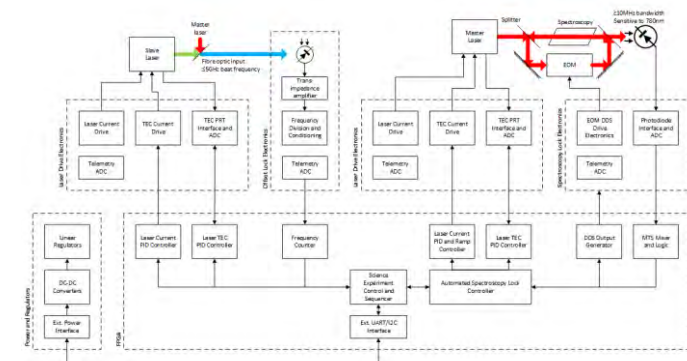 Master
laser
Slave
Laser
Fibre optic input
Master
Laser
Splitter
Spectroscopy
EOM
≥10MHz bandwidth
Sensitive to 780nm
Trans-
impedance
amplifier
Laser Drive Electronics
Laser Current
Drive
TEC Current
Drive
TEC PRT
Interface and
ADC
Telemetry
ADC
Offset Lock Electronics
Frequency
Division and
Conditioning
Telemetry
ADC
Laser Drive Electronics
Laser Current
Drive
TEC Current
Drive
TEC PRT
Interface and
ADC
Telemetry
ADC
Spectroscopy Lock Electronics
EOM DDS
Drive
Electronics
Photodiode
Interface and
ADC
Telemetry
ADC
Power and Regulators
Linear
Regulators
DC-DC
Converters
Ext. Power
Interface
FPGA
Laser Current
PID Controller
Laser TEC
PID Controller
Frequency
Counter
Laser Current
PID and Ramp
Controller
Laser TEC
PID Controller
DDS Output
Generator
MTS Mixer
and Logic
Science
Experiment
Control and
Sequencer
Automated Spectroscopy Lock
Controller
Ext. UART/I2C
Interface